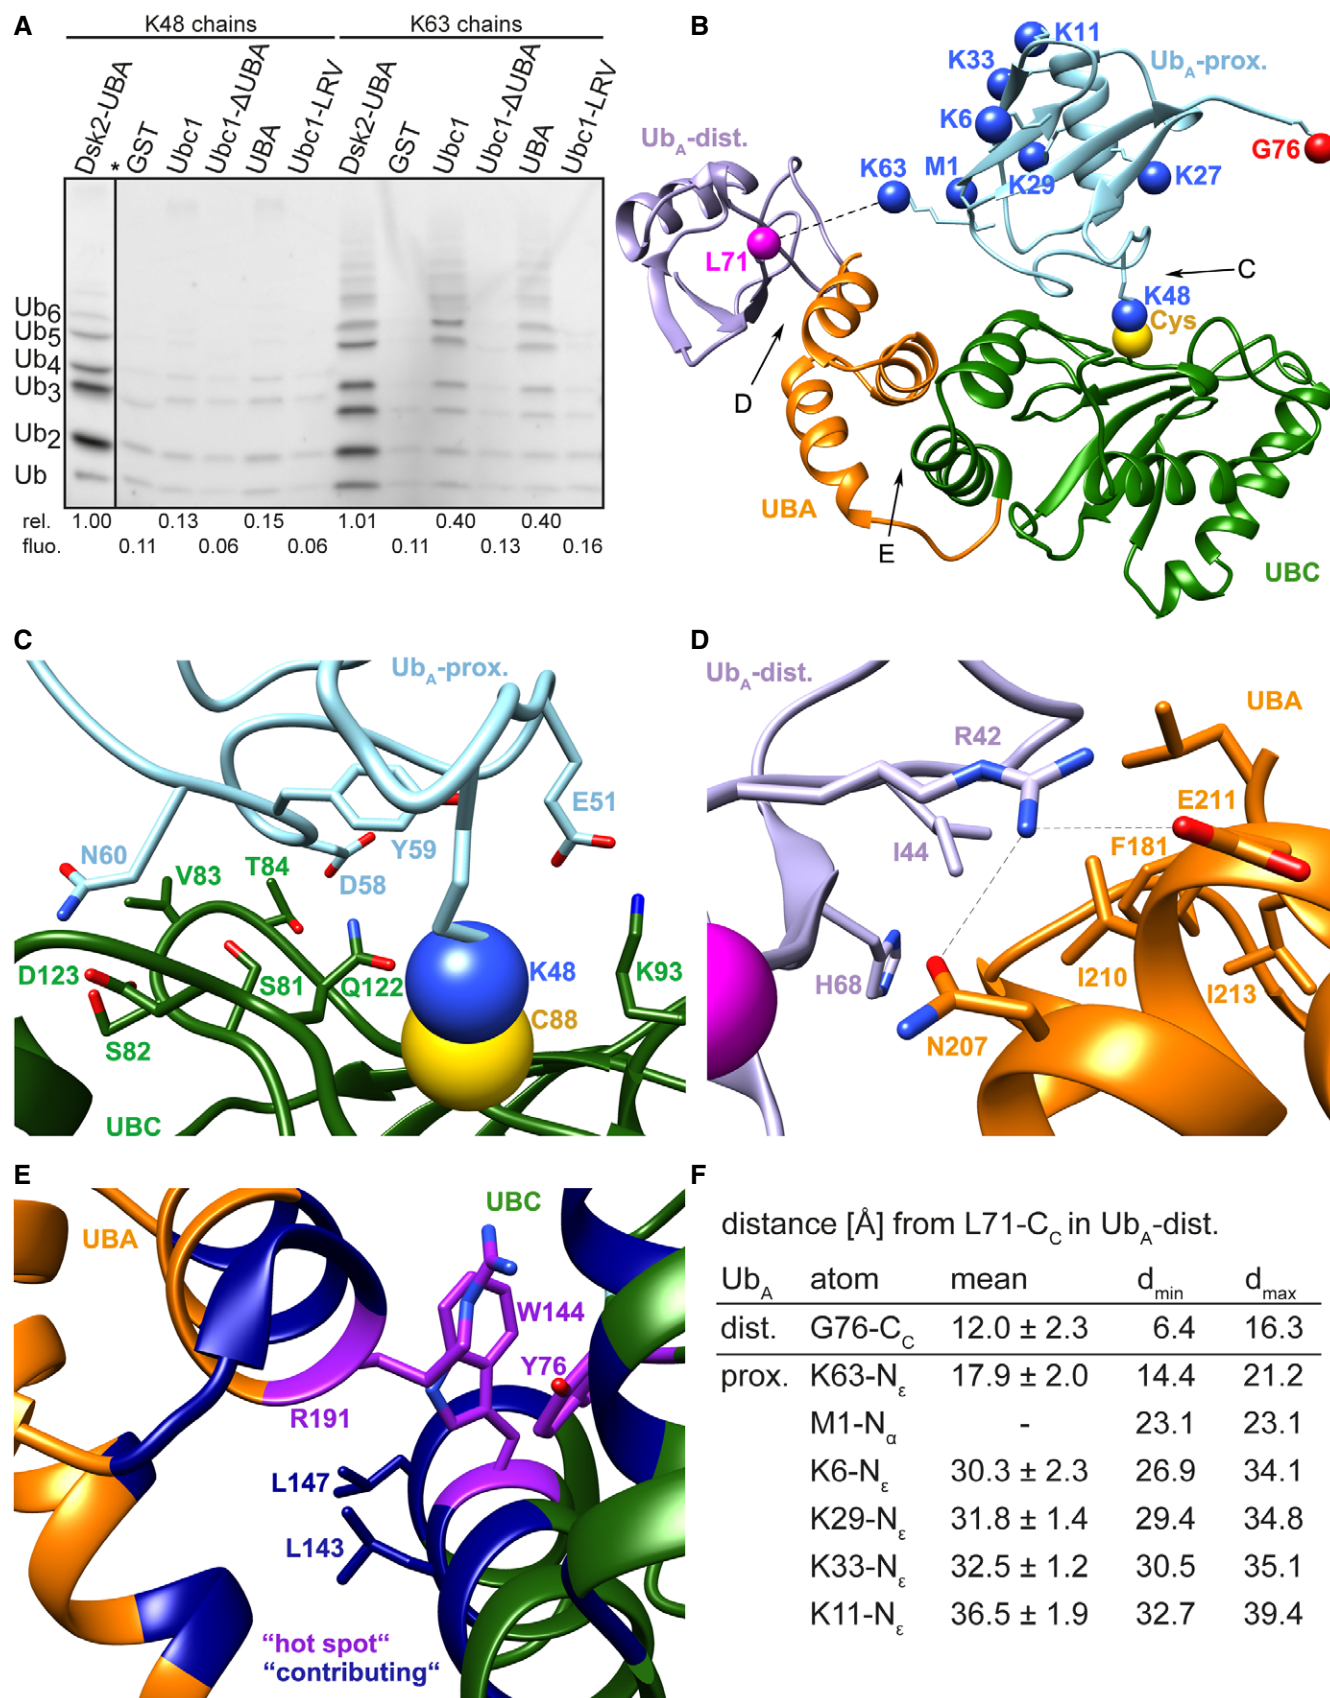 A
K48 chains
K63 chains
Dsk2-UBA
*
GST
Ubc1
Ubc1-ΔUBA
UBA
Ubc1-LRV
Dsk2-UBA
GST
Ubc1
Ubc1-ΔUBA
UBA
Ubc1-LRV
Ub6
Ub5
Ub4
Ub3
Ub2
Ub
rel. 1.00 0.13 0.15 1.01 0.40 0.40
fluo. 0.11 0.06 0.06 0.11 0.13 0.16
B
K11
K33
UbA-prox.
K6
UbA-dist.
G76
K63
M1
K29
K27
L71
C
K48
Cys
D
UBA
E
UBC
C
UbA-prox.
E51
N60
Y59
V83
T84
D58
D123
S81
Q122
K48
K93
C88
S82
UBC
D
UbA-dist.
UBA
R42
E211
I44
F181
H68
I210
I213
N207
E
UBC
UBA
W144
Y76
R191
L147
L143
“hot spot“
“contributing“
F
distance [Å] from L71-CC in UbA-dist.
UbA atom mean dmin dmax
dist. G76-CC 12.0 ± 2.3 6.4 16.3
prox. K63-Nε 17.9 ± 2.0 14.4 21.2
M1-Nα - 23.1 23.1
K6-Nε 30.3 ± 2.3 26.9 34.1
K29-Nε 31.8 ± 1.4 29.4 34.8
K33-Nε 32.5 ± 1.2 30.5 35.1
K11-Nε 36.5 ± 1.9 32.7 39.4